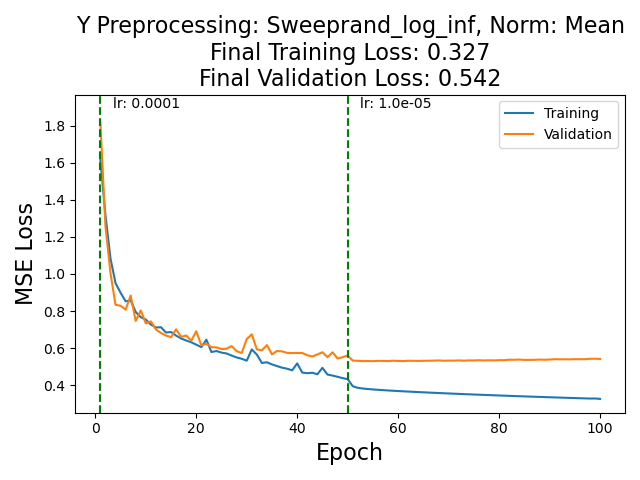 Y Preprocessing: Sweeprand_log_inf, Norm: Mean
Final Training Loss: 0.327
Final Validation Loss: 0.542
lr: 0.0001
lr: 1.0e-05
Training
Validation
MSE Loss
1.8
1.6
1.4
1.2
1.0
0.8
0.6
0.4
0
20
40
60
80
100
Epoch